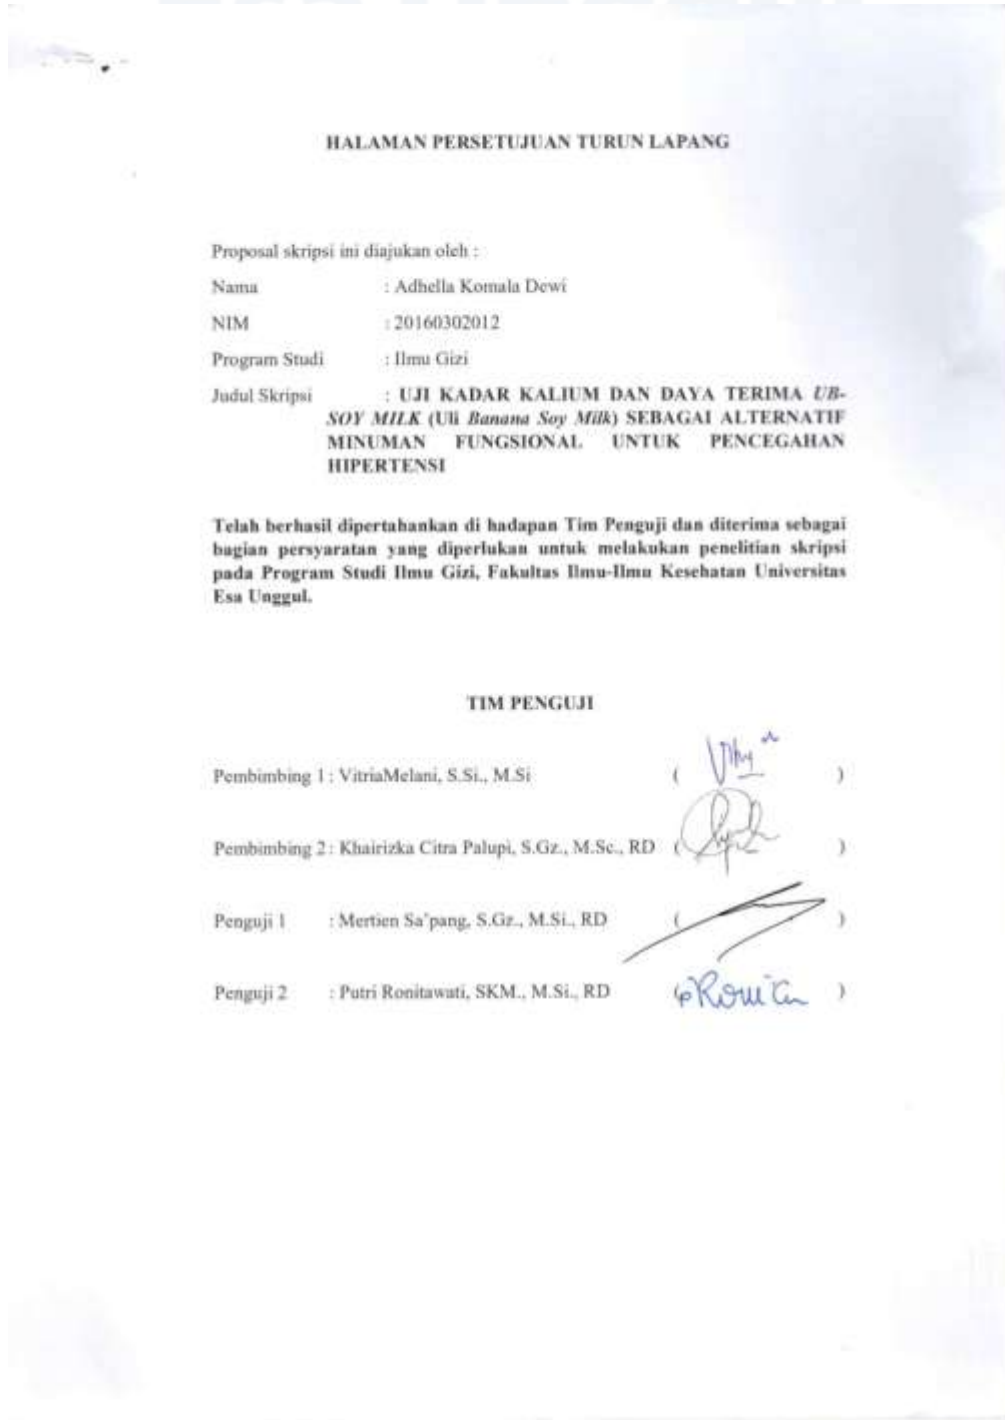 HALAMAN PERSETUJUAN TURUN LAPANG
Proposal skripsi ini diajukan oleh :
Nama : Adhella Komala Dewi
NIM : 20160302012
Program Studi : Ilmu Gizi
Judul Skripsi : UJI KADAR KALIUM DAN DAYA TERIMA UB-
SOY MILK (Uli Banana Soy Milk) SEBAGAI ALTERNATIF
MINUMAN FUNGSIONAL UNTUK PENCEGAHAN
HIPERTENSI
Telah berhasil dipertahankan di hadapan Tim Penguji dan diterima sebagai
bagian persyaratan yang diperlukan untuk melakukan penelitian skripsi
pada Program Studi Ilmu Gizi, Fakultas Ilmu-Ilmu Kesehatan Universitas
Esa Unggul.
TIM PENGUJI
Pembimbing 1 : VitriaMelani, S.Si., M.Si ( )
Pembimbing 2 : Khairizka Citra Palupi, S.Gz., M.Sc., RD ( )
Penguji 1 : Mertien Sa'pang, S.Gz., M.Si., RD ( )
Penguji 2 : Putri Ronitawati, SKM., M.Si., RD ( )